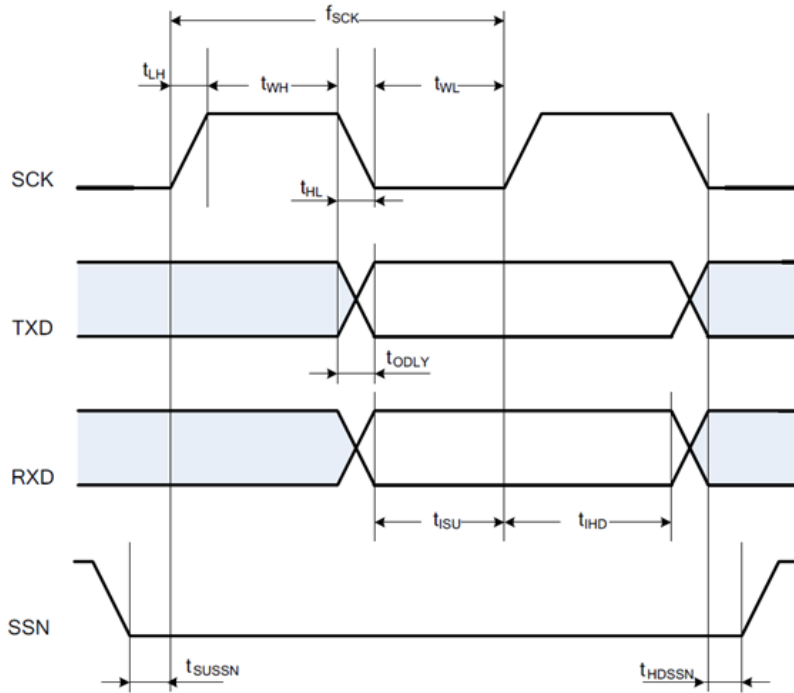 fSCK
tLH
tWH
tWL
SCK
tHL
TXD
tODLY
RXD
tISU
tIHD
SSN
tSUSSN
tHDSSN